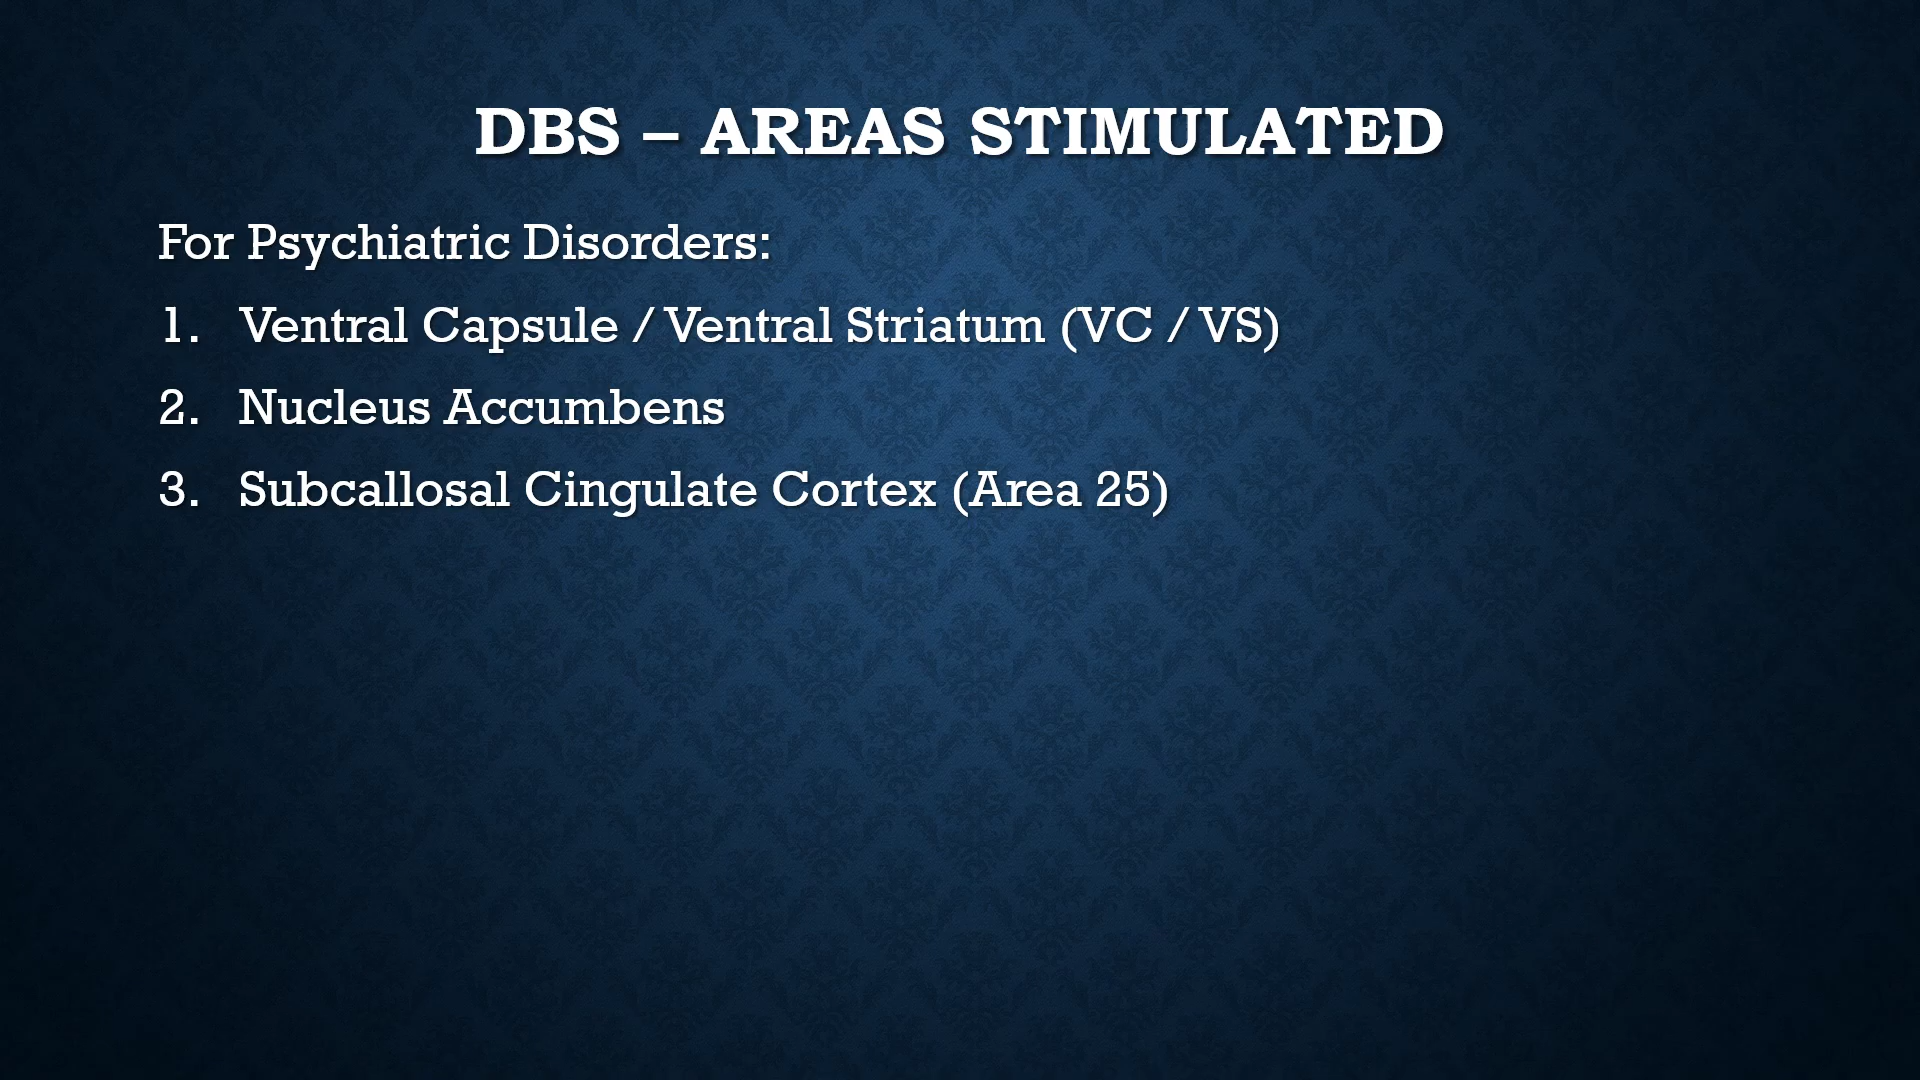 DBS – AREAS STIMULATED
For Psychiatric Disorders:
1. Ventral Capsule / Ventral Striatum (VC / VS)
2. Nucleus Accumbens
3. Subcallosal Cingulate Cortex (Area 25)